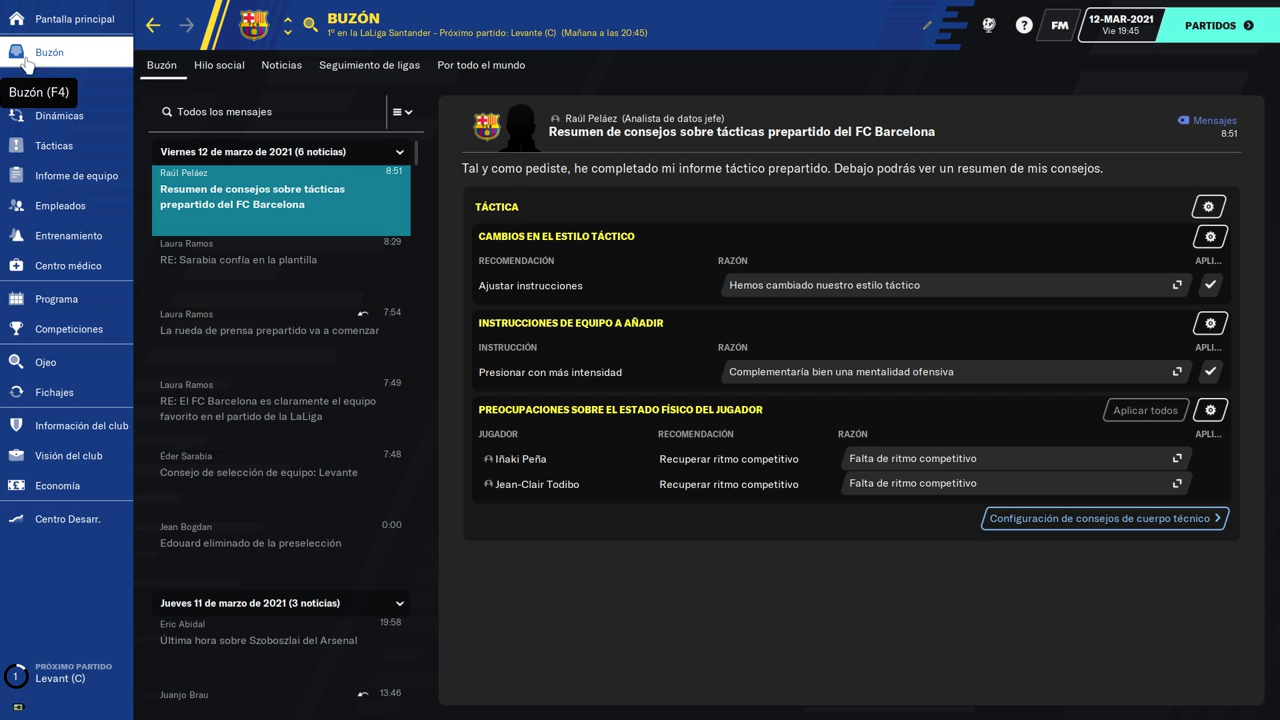 Pantalla principal
Buzón
Buzón (F4)
Dinámicas
Tácticas
Informe de equipo
Empleados
Entrenamiento
Centro médico
Programa
Competiciones
Ojeo
Fichajes
Información del club
Visión del club
Economía
Centro Desarr.
1
PRÓXIMO PARTIDO
Levant (C)
BUZÓN
1º en la LaLiga Santander - Próximo partido: Levante (C) (Mañana a las 20:45)
FM
12-MAR-2021
Vie 19:45
PARTIDOS
Buzón
Hilo social
Noticias
Seguimiento de ligas
Por todo el mundo
Todos los mensajes
Viernes 12 de marzo de 2021 (6 noticias)
Raúl Peláez 8:51
Resumen de consejos sobre tácticas
prepartido del FC Barcelona
Laura Ramos 8:29
RE: Sarabia confía en la plantilla
Laura Ramos 7:54
La rueda de prensa prepartido va a comenzar
Laura Ramos 7:49
RE: El FC Barcelona es claramente el equipo
favorito en el partido de la LaLiga
Éder Sarabia 7:48
Consejo de selección de equipo: Levante
Jean Bogdan 0:00
Edouard eliminado de la preselección
Jueves 11 de marzo de 2021 (3 noticias)
Eric Abidal 19:58
Última hora sobre Szoboszlai del Arsenal
Juanjo Brau 13:46
Raúl Peláez (Analista de datos jefe)
Resumen de consejos sobre tácticas prepartido del FC Barcelona
Mensajes
8:51
Tal y como pediste, he completado mi informe táctico prepartido. Debajo podrás ver un resumen de mis consejos.
TÁCTICA
CAMBIOS EN EL ESTILO TÁCTICO
RECOMENDACIÓN RAZÓN APLI...
Ajustar instrucciones Hemos cambiado nuestro estilo táctico
INSTRUCCIONES DE EQUIPO A AÑADIR
INSTRUCCIÓN RAZÓN APLI...
Presionar con más intensidad Complementaría bien una mentalidad ofensiva
PREOCUPACIONES SOBRE EL ESTADO FÍSICO DEL JUGADOR Aplicar todos
JUGADOR RECOMENDACIÓN RAZÓN APLI...
Iñaki Peña Recuperar ritmo competitivo Falta de ritmo competitivo
Jean-Clair Todibo Recuperar ritmo competitivo Falta de ritmo competitivo
Configuración de consejos de cuerpo técnico